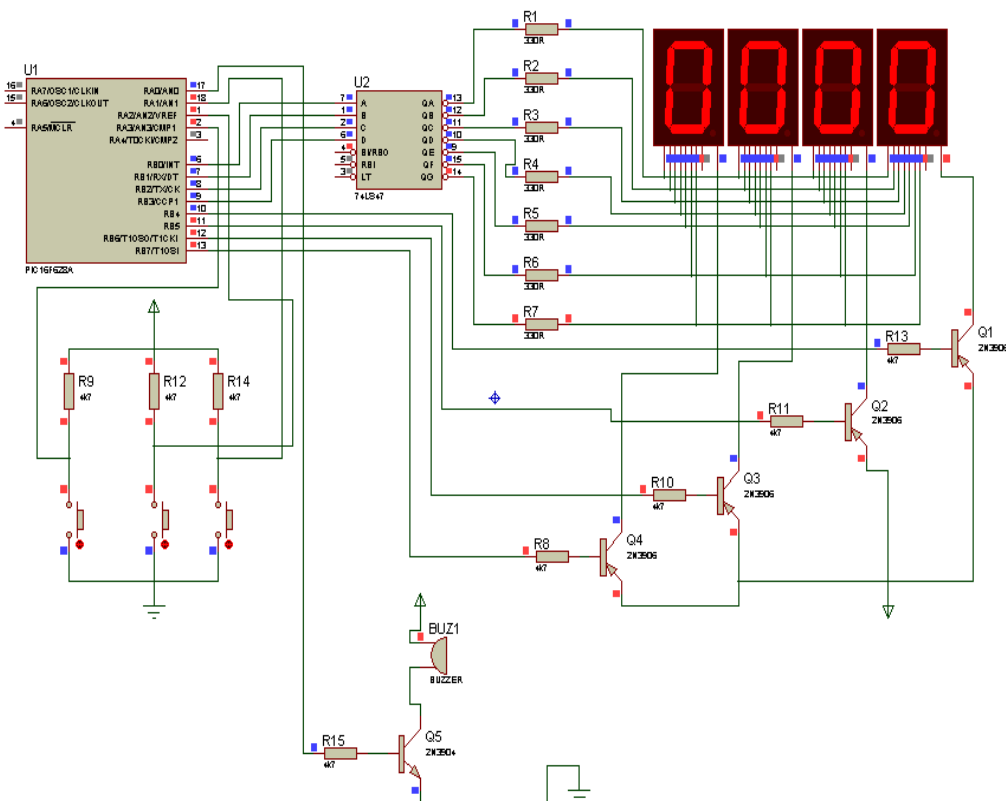 U1
16
15
4
RA7/OSC1/CLKIN
RA6/OSC2/CLKOUT
RA5/MCLR
RA0/AN0
RA1/AN1
RA2/AN2/VREF
RA3/AN3/CMP1
RA4/T0CKI/CMP2
RB0/INT
RB1/RX/DT
RB2/TX/CK
RB3/CCP1
RB4
RB5
RB6/T1OSO/T1CKI
RB7/T1OSI
17
18
1
2
3
6
7
8
9
10
11
12
13
PIC16F628A
U2
7
1
2
6
4
5
3
A
B
C
D
BI/RBO
RBI
LT
QA
QB
QC
QD
QE
QF
QG
13
12
11
10
9
15
14
74LS47
R1
330R
R2
330R
R3
330R
R4
330R
R5
330R
R6
330R
R7
330R
0000
R13
4k7
Q1
2N3906
R11
4k7
Q2
2N3906
R10
4k7
Q3
2N3906
R8
4k7
Q4
2N3906
R9
4k7
R12
4k7
R14
4k7
BUZ1
BUZZER
R15
4k7
Q5
2N3904